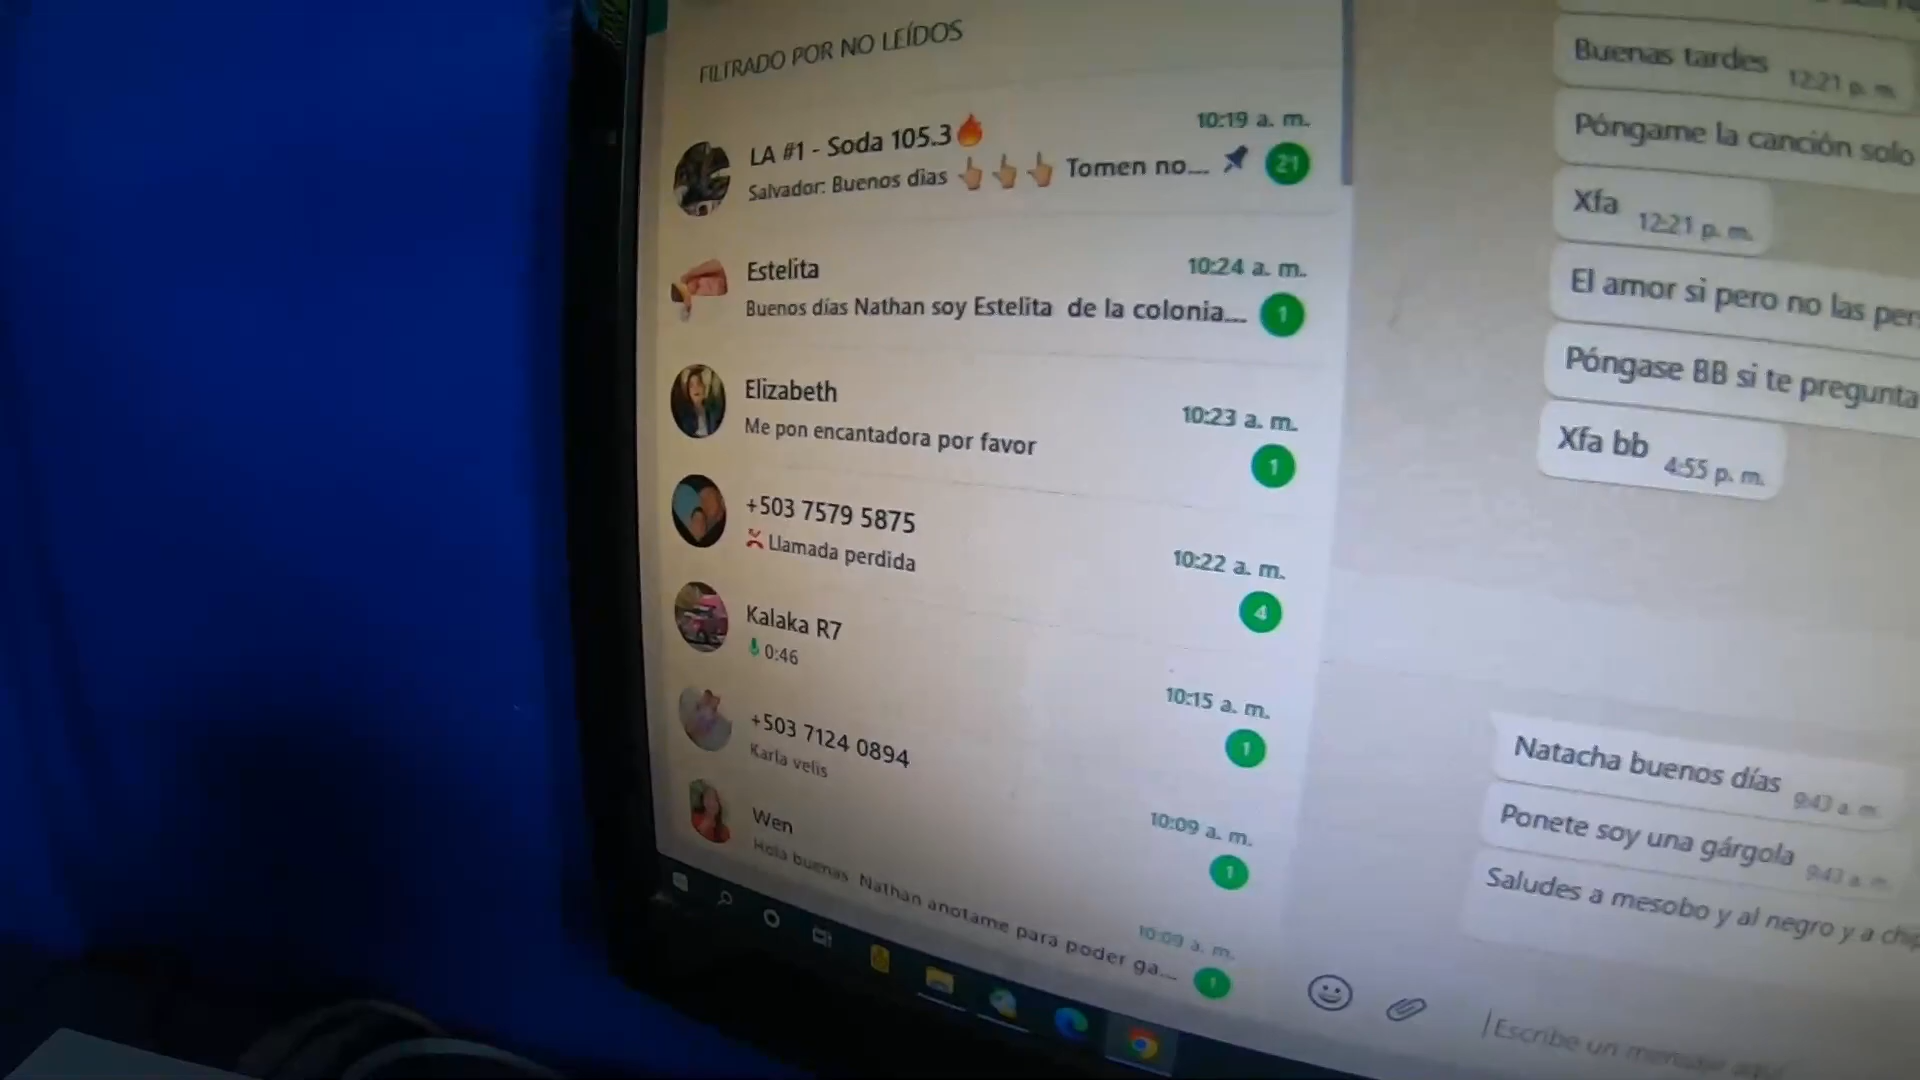 FILTRADO POR NO LEÍDOS
LA #1 - Soda 105.3🔥
10:19 a. m.
Salvador: Buenos dias 👆🏼👆🏼👆🏼 Tomen no...
21
Estelita
10:24 a. m.
Buenos días Nathan soy Estelita de la colonia...
1
Elizabeth
10:23 a. m.
Me pon encantadora por favor
1
+503 7579 5875
10:22 a. m.
Llamada perdida
4
Kalaka R7
0:46
10:15 a. m.
1
+503 7124 0894
Karla velis
10:09 a. m.
1
Wen
Hola buenas Nathan anotame para poder ga...
10:09 a. m.
1
Buenas tardes 12:21 p. m.
Póngame la canción solo
Xfa 12:21 p. m.
El amor si pero no las per
Póngase BB si te pregunta
Xfa bb 4:55 p. m.
Natacha buenos días 9:43 a. m.
Ponete soy una gárgola 9:43 a. m.
Saludes a mesobo y al negro y a chip
Escribe un mensaje aquí